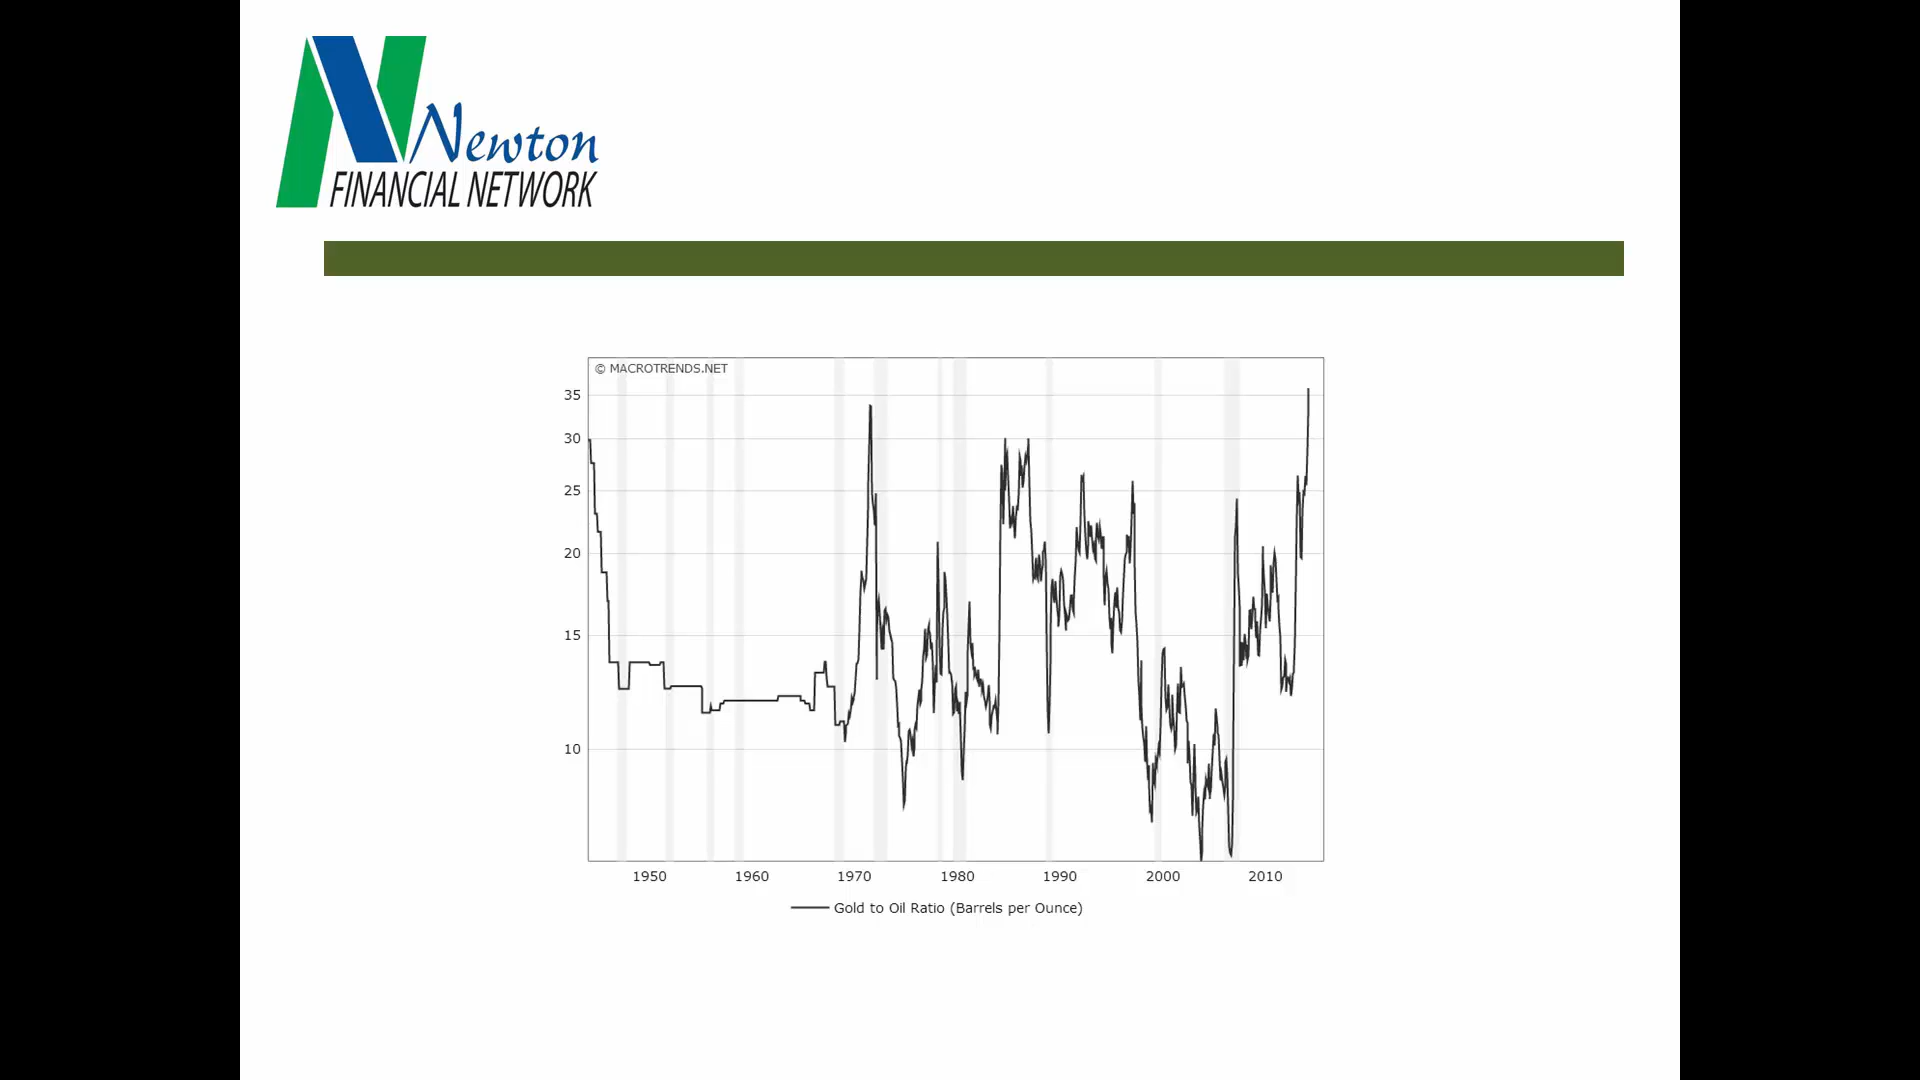 Newton
FINANCIAL NETWORK
© MACROTRENDS.NET
35
30
25
20
15
10
1950 1960 1970 1980 1990 2000 2010
Gold to Oil Ratio (Barrels per Ounce)